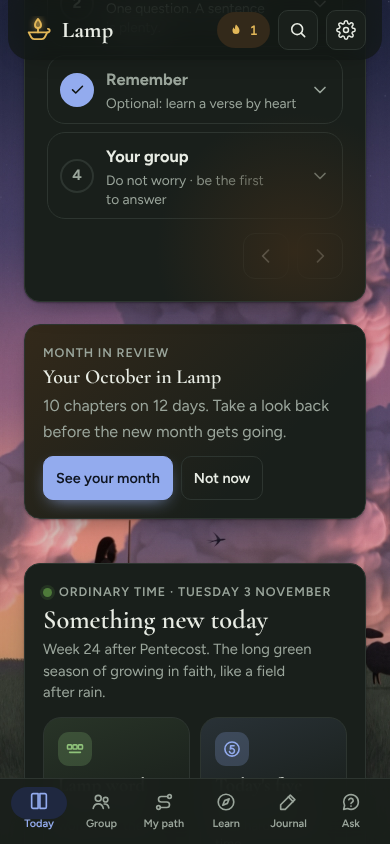 2
One question. A sentence
Lamp
1
Remember
Optional: learn a verse by heart
4
Your group
Do not worry · be the first
to answer
MONTH IN REVIEW
Your October in Lamp
10 chapters on 12 days. Take a look back
before the new month gets going.
See your month
Not now
ORDINARY TIME · TUESDAY 3 NOVEMBER
Something new today
Week 24 after Pentecost. The long green
season of growing in faith, like a field
after rain.
5
Today
Group
My path
Learn
Journal
Ask